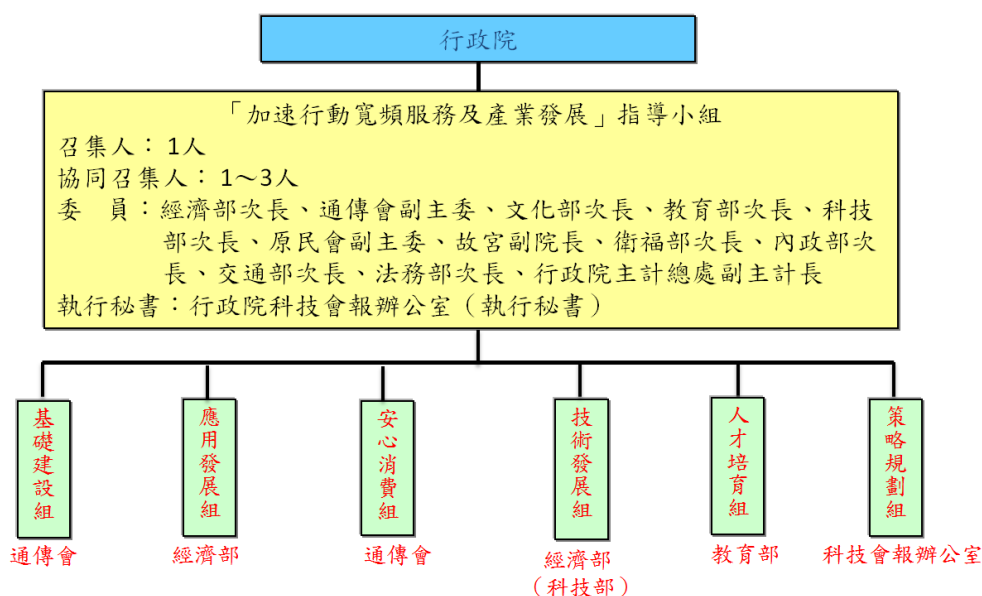 行政院
「加速行動寬頻服務及產業發展」指導小組
召集人：1人
協同召集人：1～3人
委　員：經濟部次長、通傳會副主委、文化部次長、教育部次長、科技
部次長、原民會副主委、故宮副院長、衛福部次長、內政部次
長、交通部次長、法務部次長、行政院主計總處副主計長
執行秘書：行政院科技會報辦公室（執行秘書）
基礎建設組
通傳會
應用發展組
經濟部
安心消費組
通傳會
技術發展組
經濟部
（科技部）
人才培育組
教育部
策略規劃組
科技會報辦公室